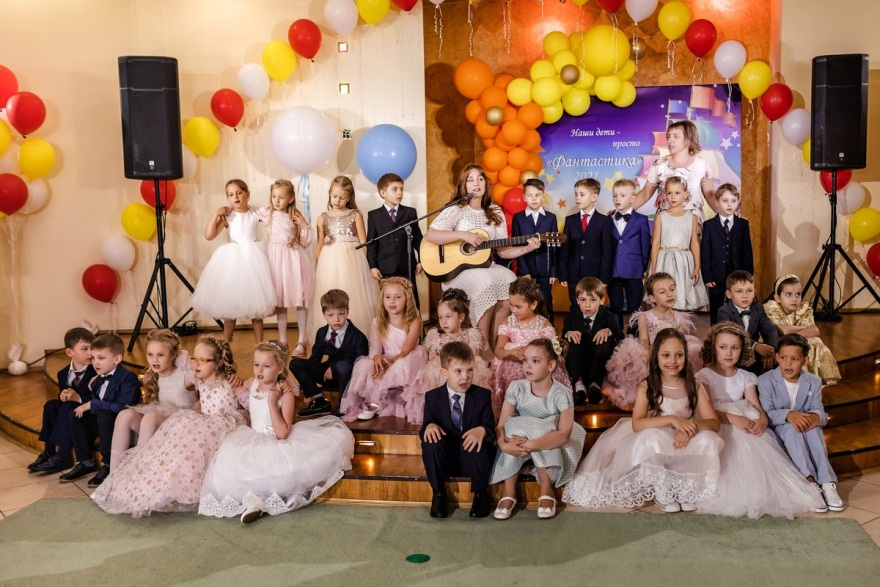 Наши дети -
просто
«Фантастика»
2021